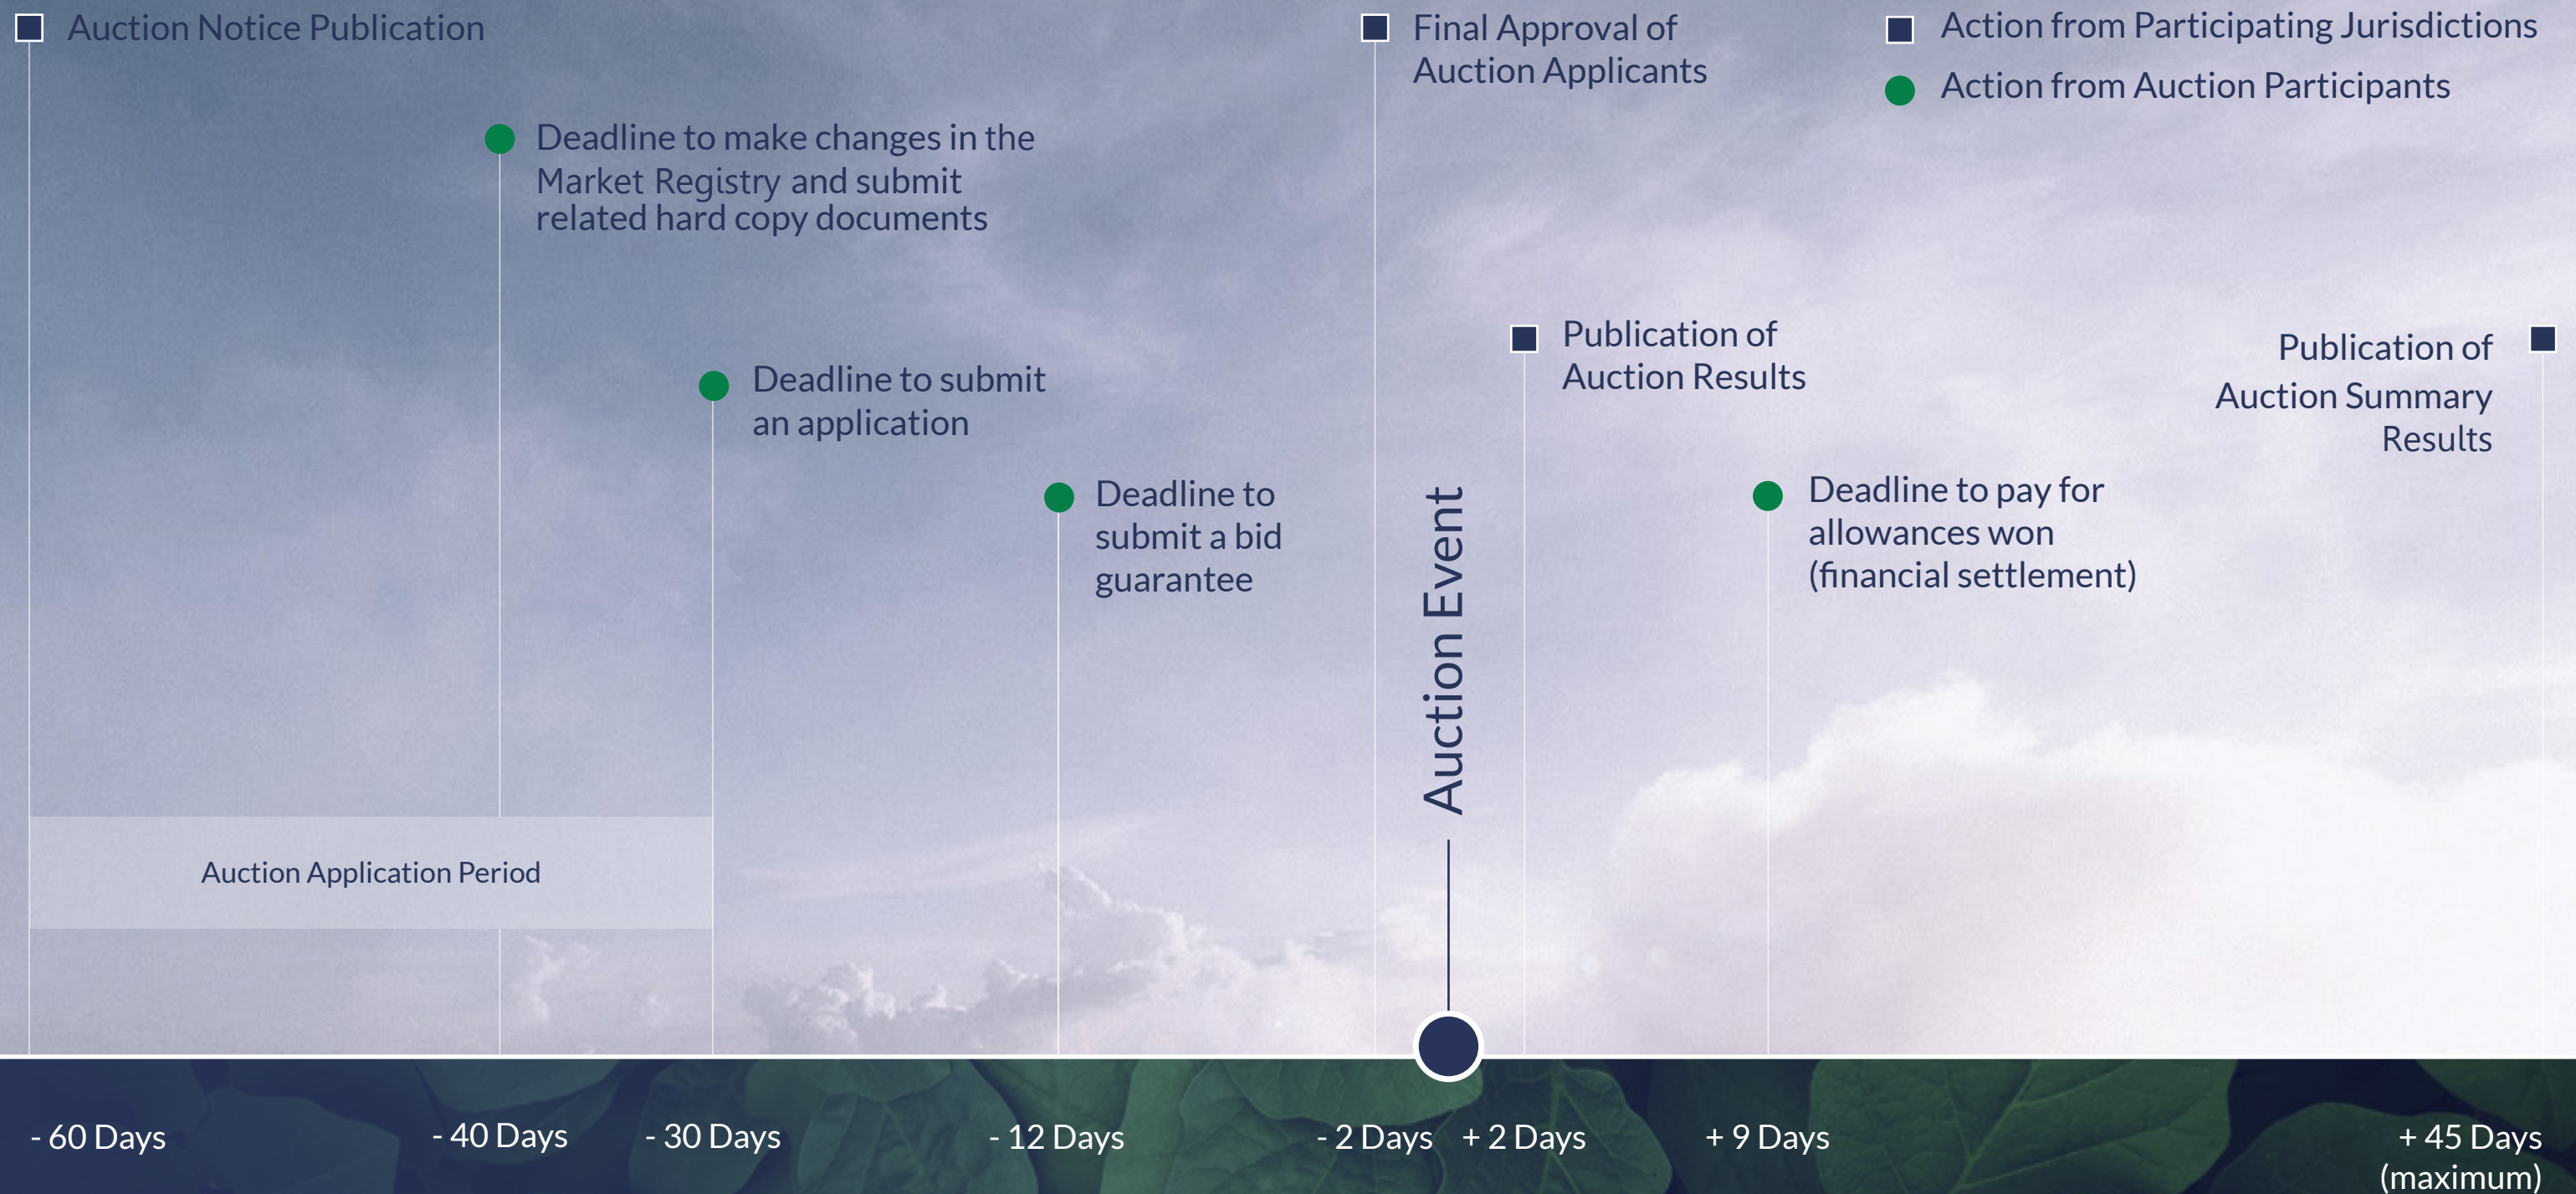 Auction Notice Publication
Final Approval of
Auction Applicants
Action from Participating Jurisdictions
Action from Auction Participants
Deadline to make changes in the
Market Registry and submit
related hard copy documents
Publication of
Auction Results
Publication of
Auction Summary
Results
Deadline to submit
an application
Deadline to
submit a bid
guarantee
Auction Event
Deadline to pay for
allowances won
(financial settlement)
Auction Application Period
- 60 Days
- 40 Days
- 30 Days
- 12 Days
- 2 Days
+ 2 Days
+ 9 Days
+ 45 Days
(maximum)